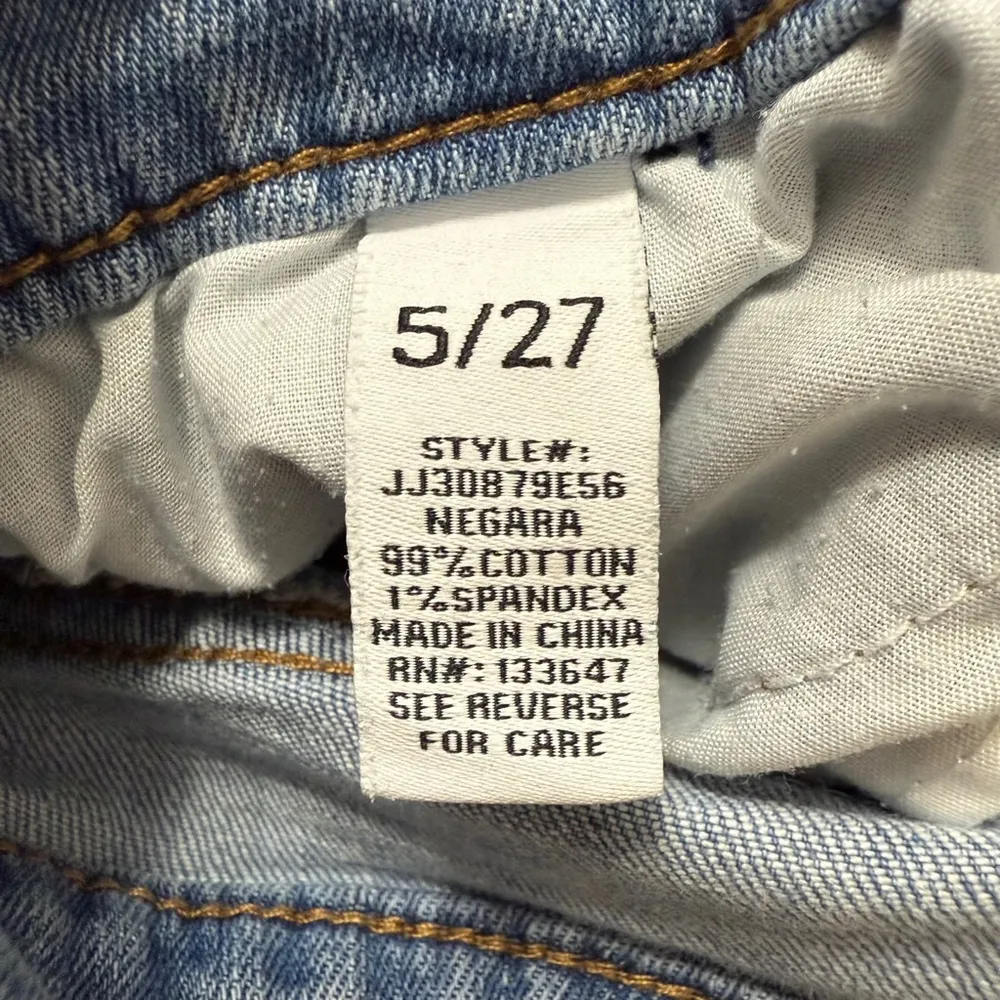 5/27
STYLE#:
JJ30879E56
NEGARA
99%COTTON
1%SPANDEX
MADE IN CHINA
RN#: 133647
SEE REVERSE
FOR CARE